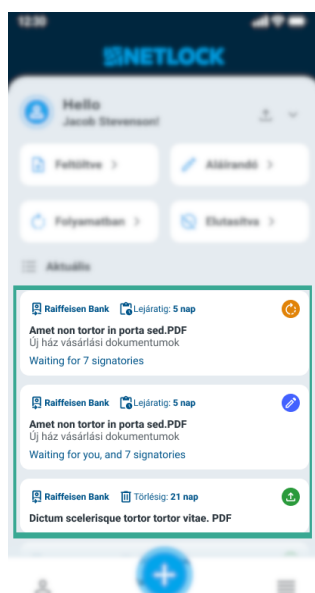 12:30
NETLOCK
Hello
Jacob Stevenson!
Feltöltve
Aláírandó
Folyamatban
Elutasítva
Aktuális
Raiffeisen Bank Lejáratig: 5 nap
Amet non tortor in porta sed.PDF
Új ház vásárlási dokumentumok
Waiting for 7 signatories
Raiffeisen Bank Lejáratig: 5 nap
Amet non tortor in porta sed.PDF
Új ház vásárlási dokumentumok
Waiting for you, and 7 signatories
Raiffeisen Bank Törlésig: 21 nap
Dictum scelerisque tortor tortor vitae. PDF